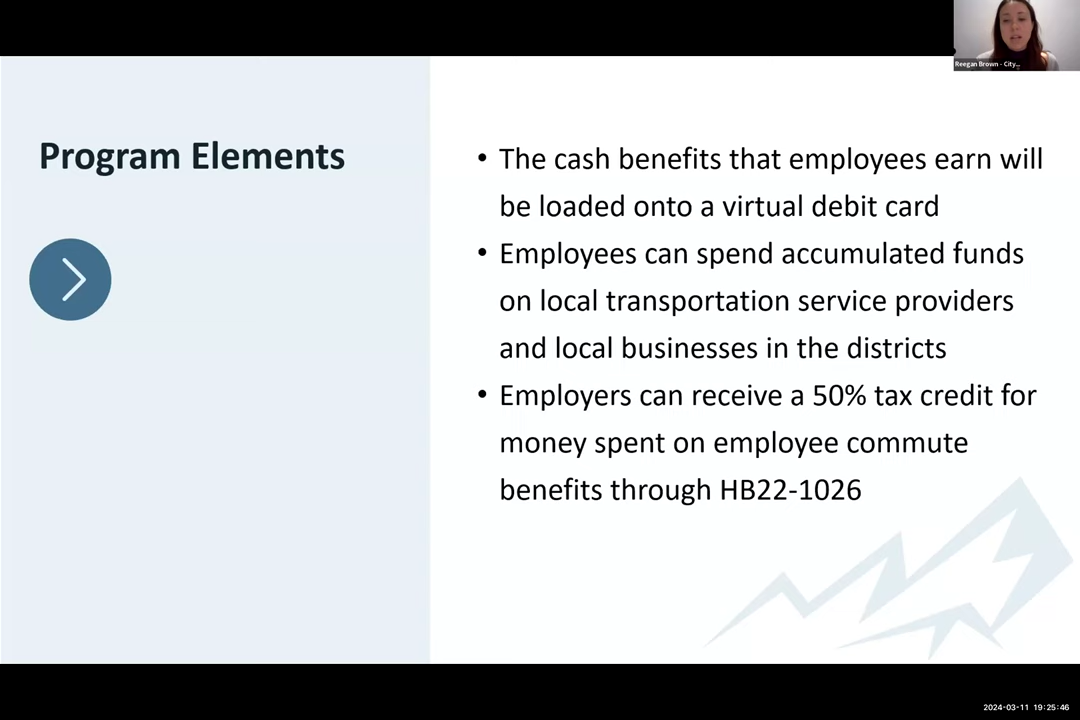 Reegan Brown - City...
Program Elements
• The cash benefits that employees earn will
be loaded onto a virtual debit card
• Employees can spend accumulated funds
on local transportation service providers
and local businesses in the districts
• Employers can receive a 50% tax credit for
money spent on employee commute
benefits through HB22-1026
2024-03-11 19:25:46